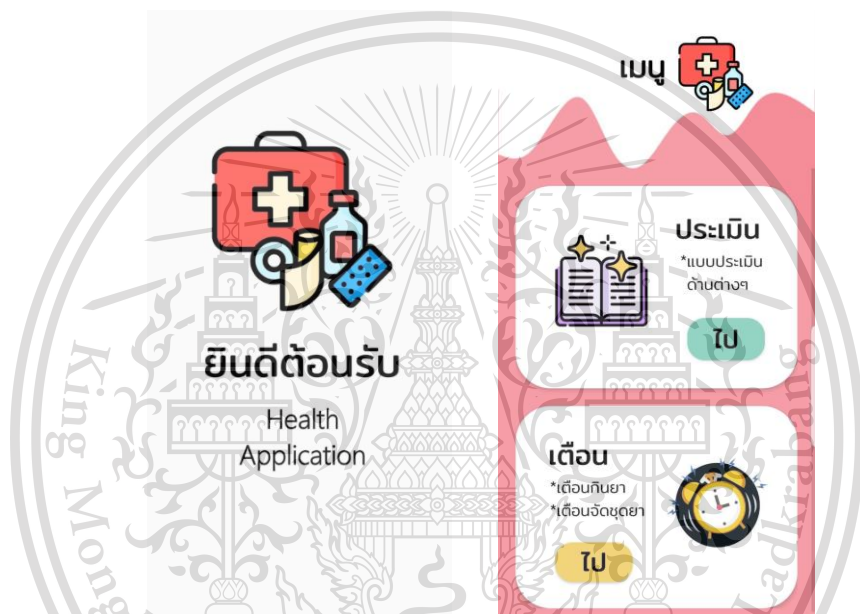 ยินดีต้อนรับ
Health
Application
เมนู
ประเมิน
*แบบประเมิน
ด้านต่างๆ
ไป
เตือน
*เตือนกินยา
*เตือนจัดชุดยา
ไป
King Mong
Ladkrabang